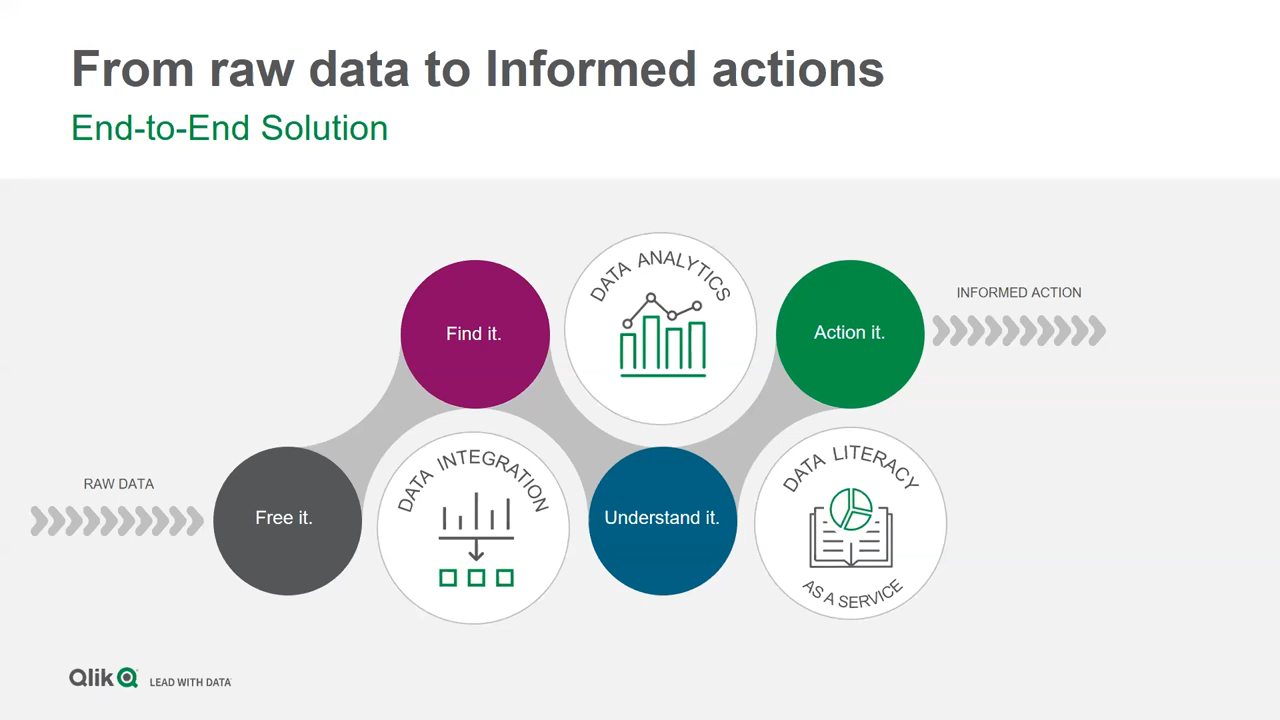 From raw data to Informed actions
End-to-End Solution
RAW DATA
Free it.
Find it.
DATA INTEGRATION
DATA ANALYTICS
Understand it.
Action it.
DATA LITERACY
AS A SERVICE
INFORMED ACTION
Qlik
LEAD WITH DATA